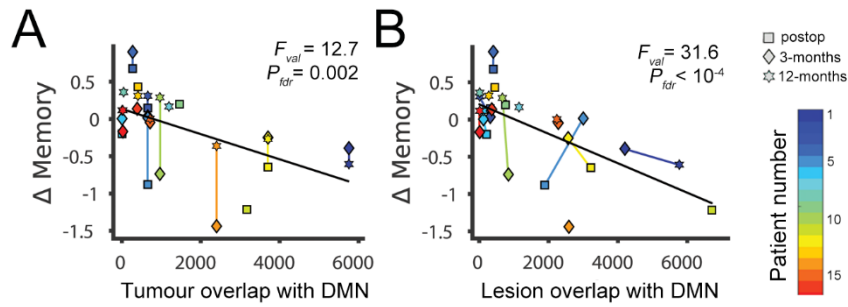 A
F_val = 12.7
P_fdr = 0.002
Δ Memory
0.5
0
-0.5
-1
-1.5
0
2000
4000
6000
Tumour overlap with DMN
B
F_val = 31.6
P_fdr < 10⁻⁴
Δ Memory
0.5
0
-0.5
-1
-1.5
0
2000
4000
6000
Lesion overlap with DMN
postop
3-months
12-months
Patient number
1
5
10
15